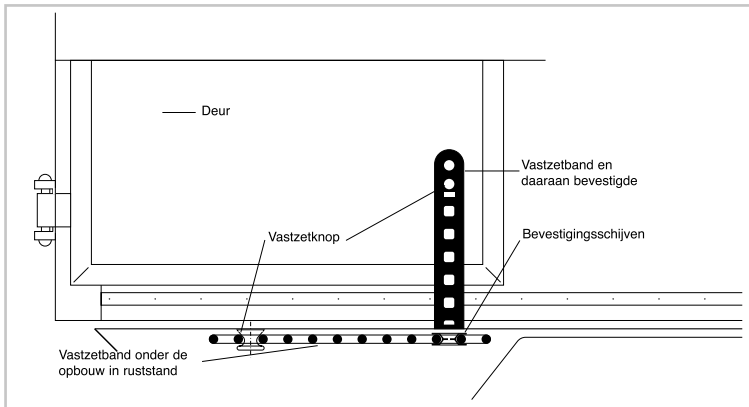 Deur
Vastzetband en
daaraan bevestigde
Vastzetknop
Bevestigingsschijven
Vastzetband onder de
opbouw in ruststand